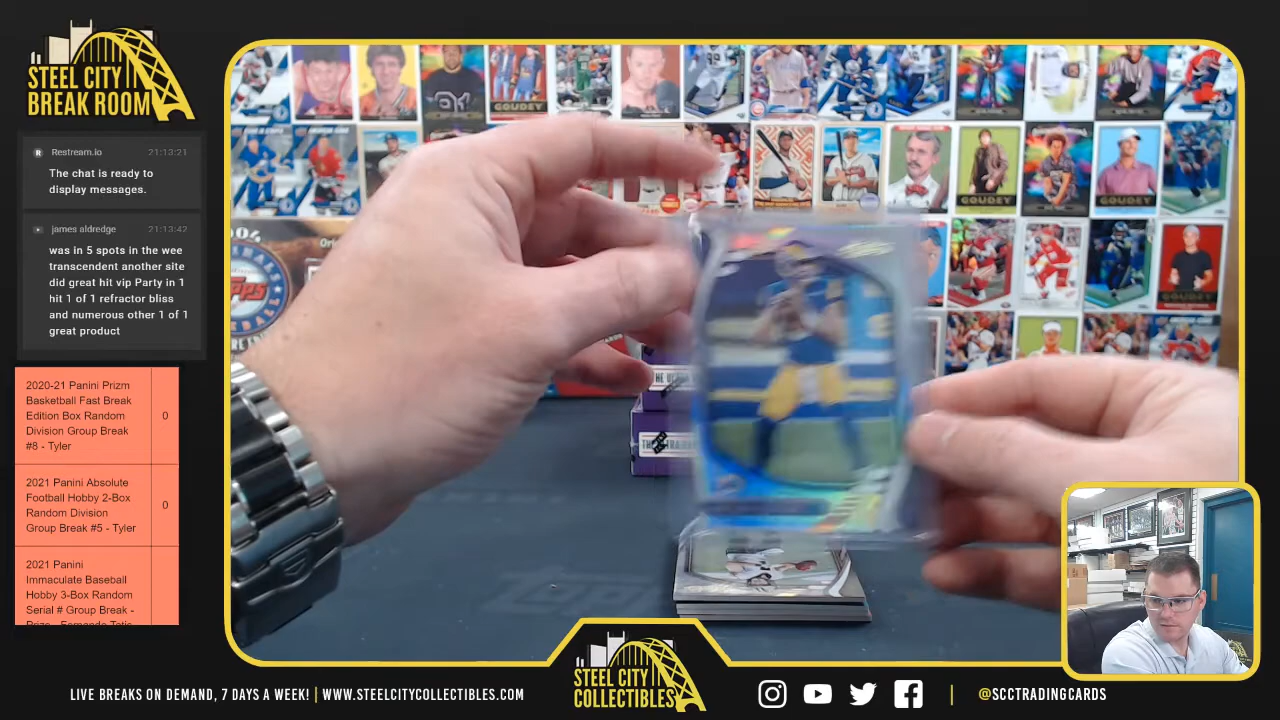 STEEL CITY
BREAK ROOM
Restream.io 21:13:21
The chat is ready to
display messages.
james aldredge 21:13:42
was in 5 spots in the wee
transcendent another site
did great hit vip Party in 1
hit 1 of 1 refractor bliss
and numerous other 1 of 1
great product
2020-21 Panini Prizm
Basketball Fast Break
Edition Box Random
Division Group Break
#8 - Tyler
0
2021 Panini Absolute
Football Hobby 2-Box
Random Division
Group Break #5 - Tyler
0
2021 Panini
Immaculate Baseball
Hobby 3-Box Random
Serial # Group Break -
GOUDEY
GOUDEY
GOUDEY
GOUDEY
Topps
STEEL CITY
COLLECTIBLES
LIVE BREAKS ON DEMAND, 7 DAYS A WEEK! | WWW.STEELCITYCOLLECTIBLES.COM
| @SCCTRADINGCARDS